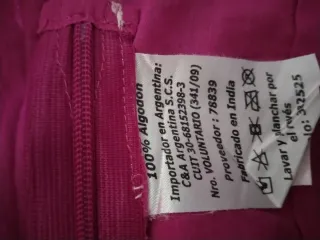 100% Algodón
Importador en Argentina:
C&A Argentina S.C.S.
CUIT 30-68152398-3
VOLUNTARIO (341/09)
Nro. Proveedor : 76839
Fabricado en India
Lavar y planchar por
el revés